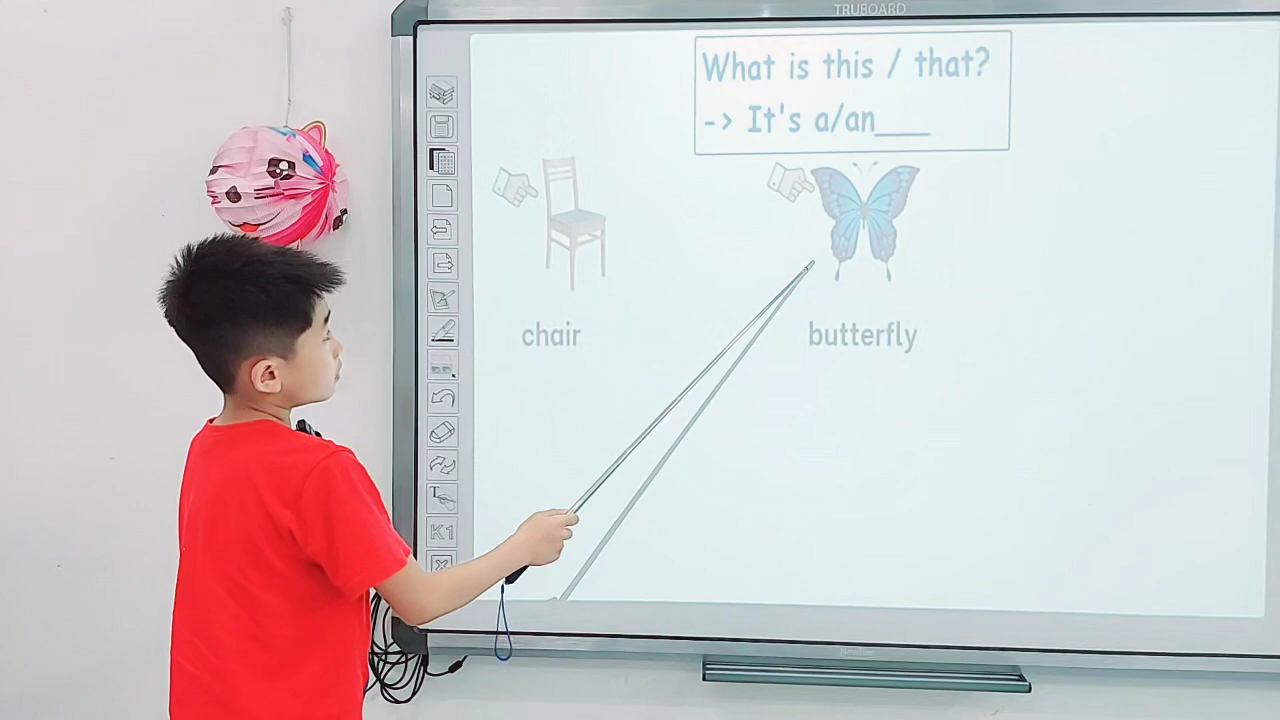 TRUBOARD
What is this / that?
-> It's a/an___
chair
butterfly
T
K1